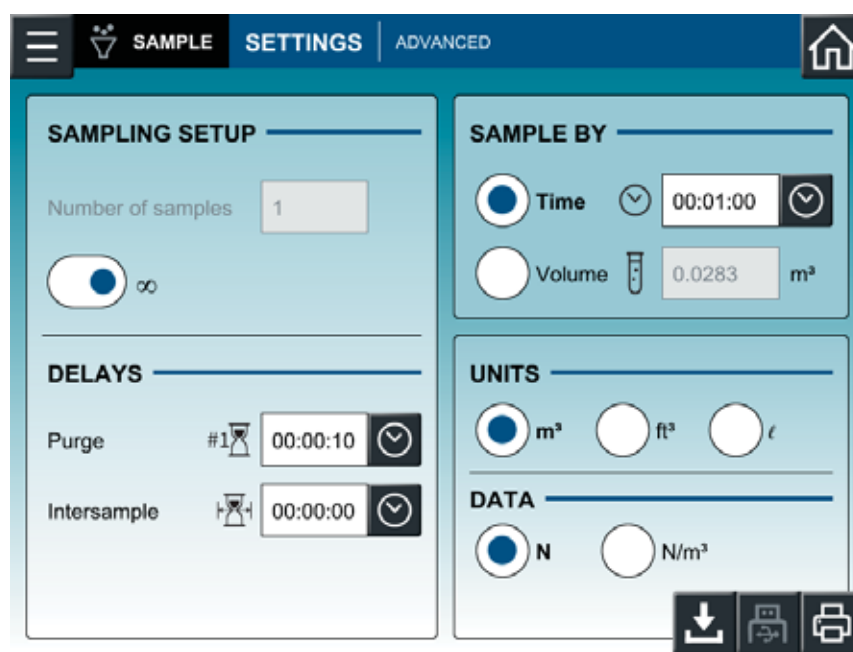 SAMPLE SETTINGS ADVANCED
SAMPLING SETUP
Number of samples 1
∞
DELAYS
Purge #1 00:00:10
Intersample 00:00:00
SAMPLE BY
Time 00:01:00
Volume 0.0283 m³
UNITS
m³ ft³ ℓ
DATA
N N/m³